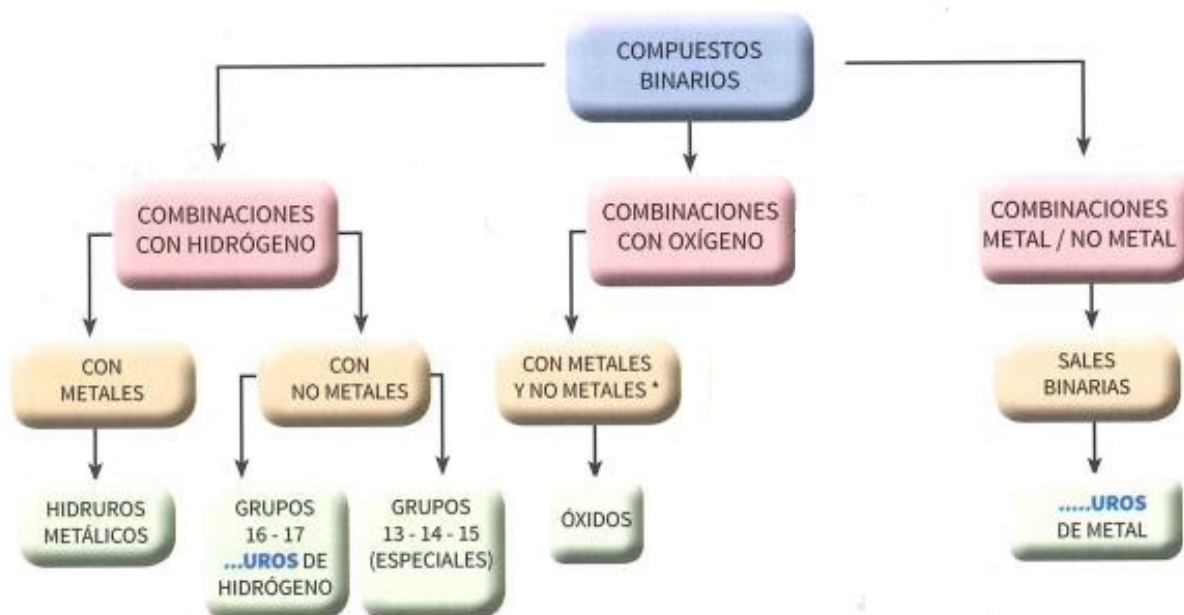 COMPUESTOS
BINARIOS
COMBINACIONES
CON HIDRÓGENO
COMBINACIONES
CON OXÍGENO
COMBINACIONES
METAL / NO METAL
CON
METALES
CON
NO METALES
CON METALES
Y NO METALES *
SALES
BINARIAS
HIDRUROS
METÁLICOS
GRUPOS
16 - 17
...UROS DE
HIDRÓGENO
GRUPOS
13 - 14 - 15
(ESPECIALES)
ÓXIDOS
.....UROS
DE METAL